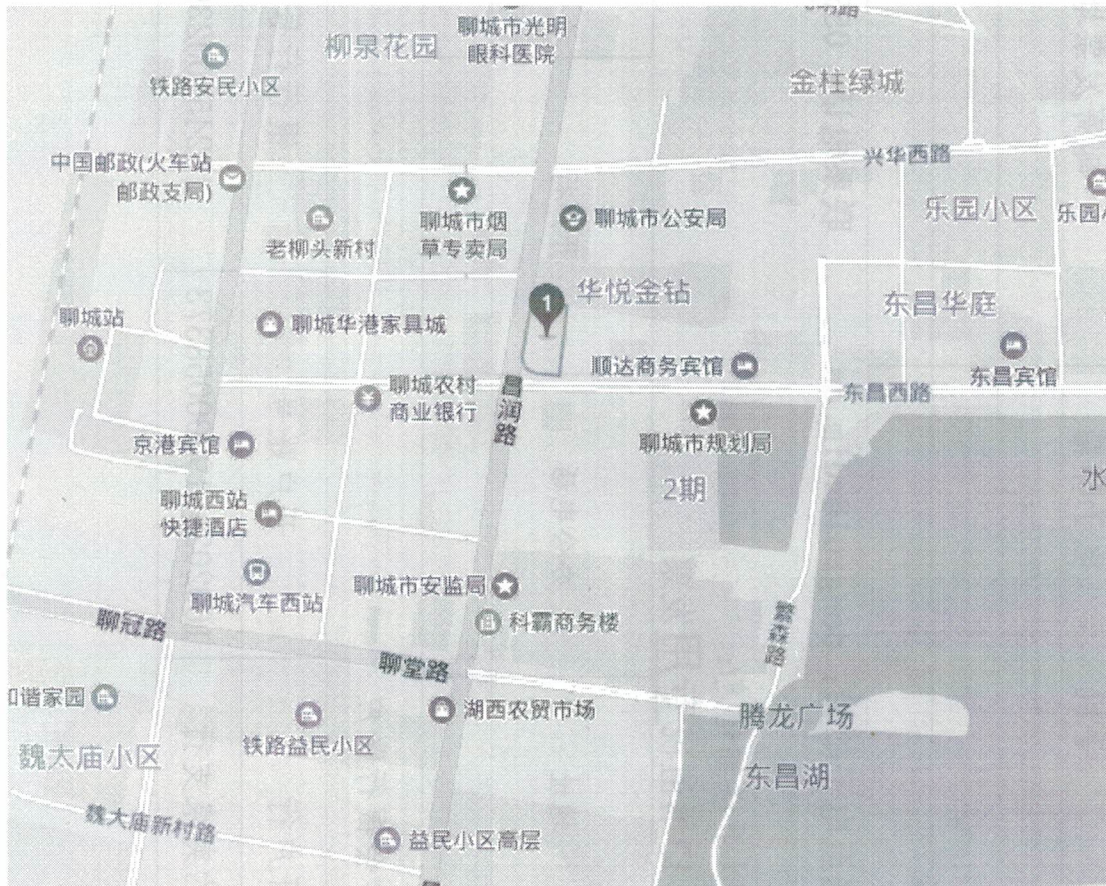 聊城市光明
眼科医院
柳泉花园
铁路安民小区
金柱绿城
兴华西路
中国邮政(火车站
邮政支局)
聊城市烟
草专卖局
聊城市公安局
乐园小区
老柳头新村
华悦金钻
1
东昌华庭
聊城站
聊城华港家具城
顺达商务宾馆
东昌宾馆
聊城农村
商业银行
昌润路
东昌西路
京港宾馆
聊城市规划局
2期
水
聊城西站
快捷酒店
聊城汽车西站
聊城市安监局
科霸商务楼
聊冠路
聊堂路
和谐家园
铁路益民小区
湖西农贸市场
腾龙广场
魏太庙小区
东昌湖
魏大庙新村路
益民小区高层